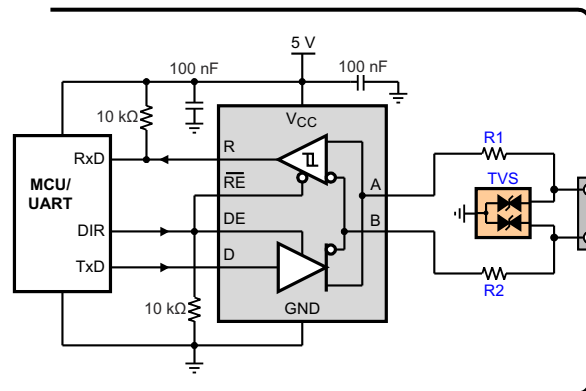 5 V
100 nF
100 nF
10 kΩ
VCC
R1
RxD
R
TVS
MCU/
UART
RE
A
DIR
DE
B
TxD
D
10 kΩ
GND
R2